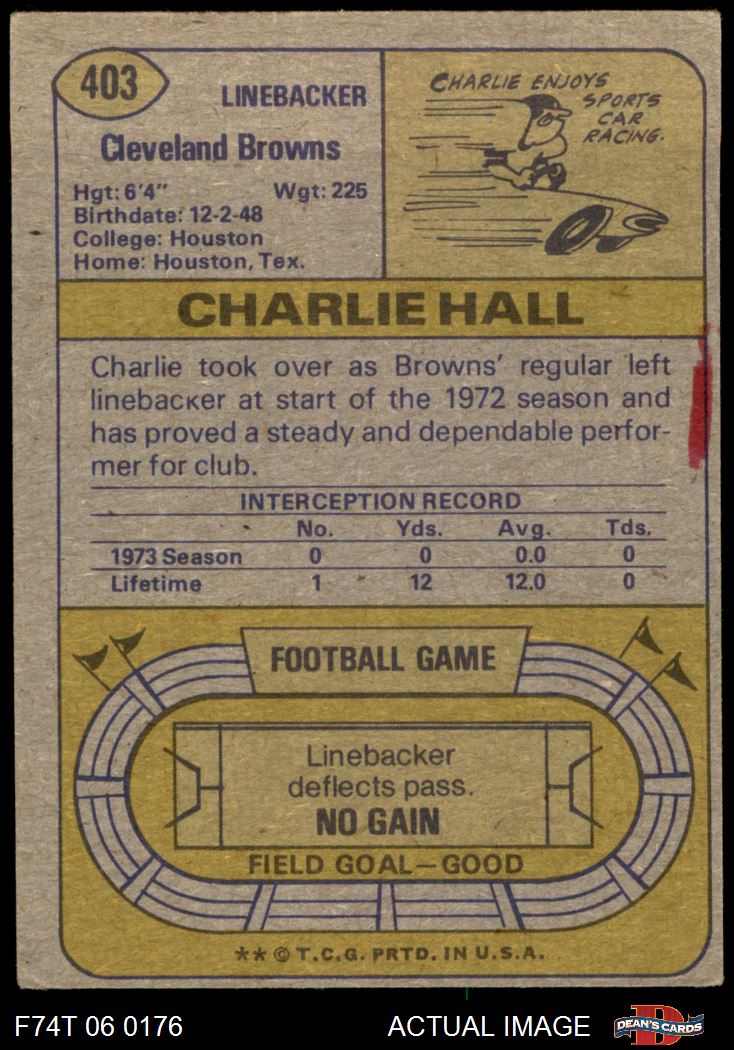 403
LINEBACKER
Cleveland Browns
Hgt: 6'4" Wgt: 225
Birthdate: 12-2-48
College: Houston
Home: Houston, Tex.
CHARLIE ENJOYS
SPORTS
CAR
RACING.
CHARLIE HALL
Charlie took over as Browns' regular left
linebacker at start of the 1972 season and
has proved a steady and dependable perfor-
mer for club.
INTERCEPTION RECORD
No. Yds. Avg. Tds.
1973 Season 0 0 0.0 0
Lifetime 1 12 12.0 0
FOOTBALL GAME
Linebacker
deflects pass.
NO GAIN
FIELD GOAL—GOOD
** © T.C.G. PRTD. IN U.S.A.
F74T 06 0176 ACTUAL IMAGE
D
DEAN'S CARDS